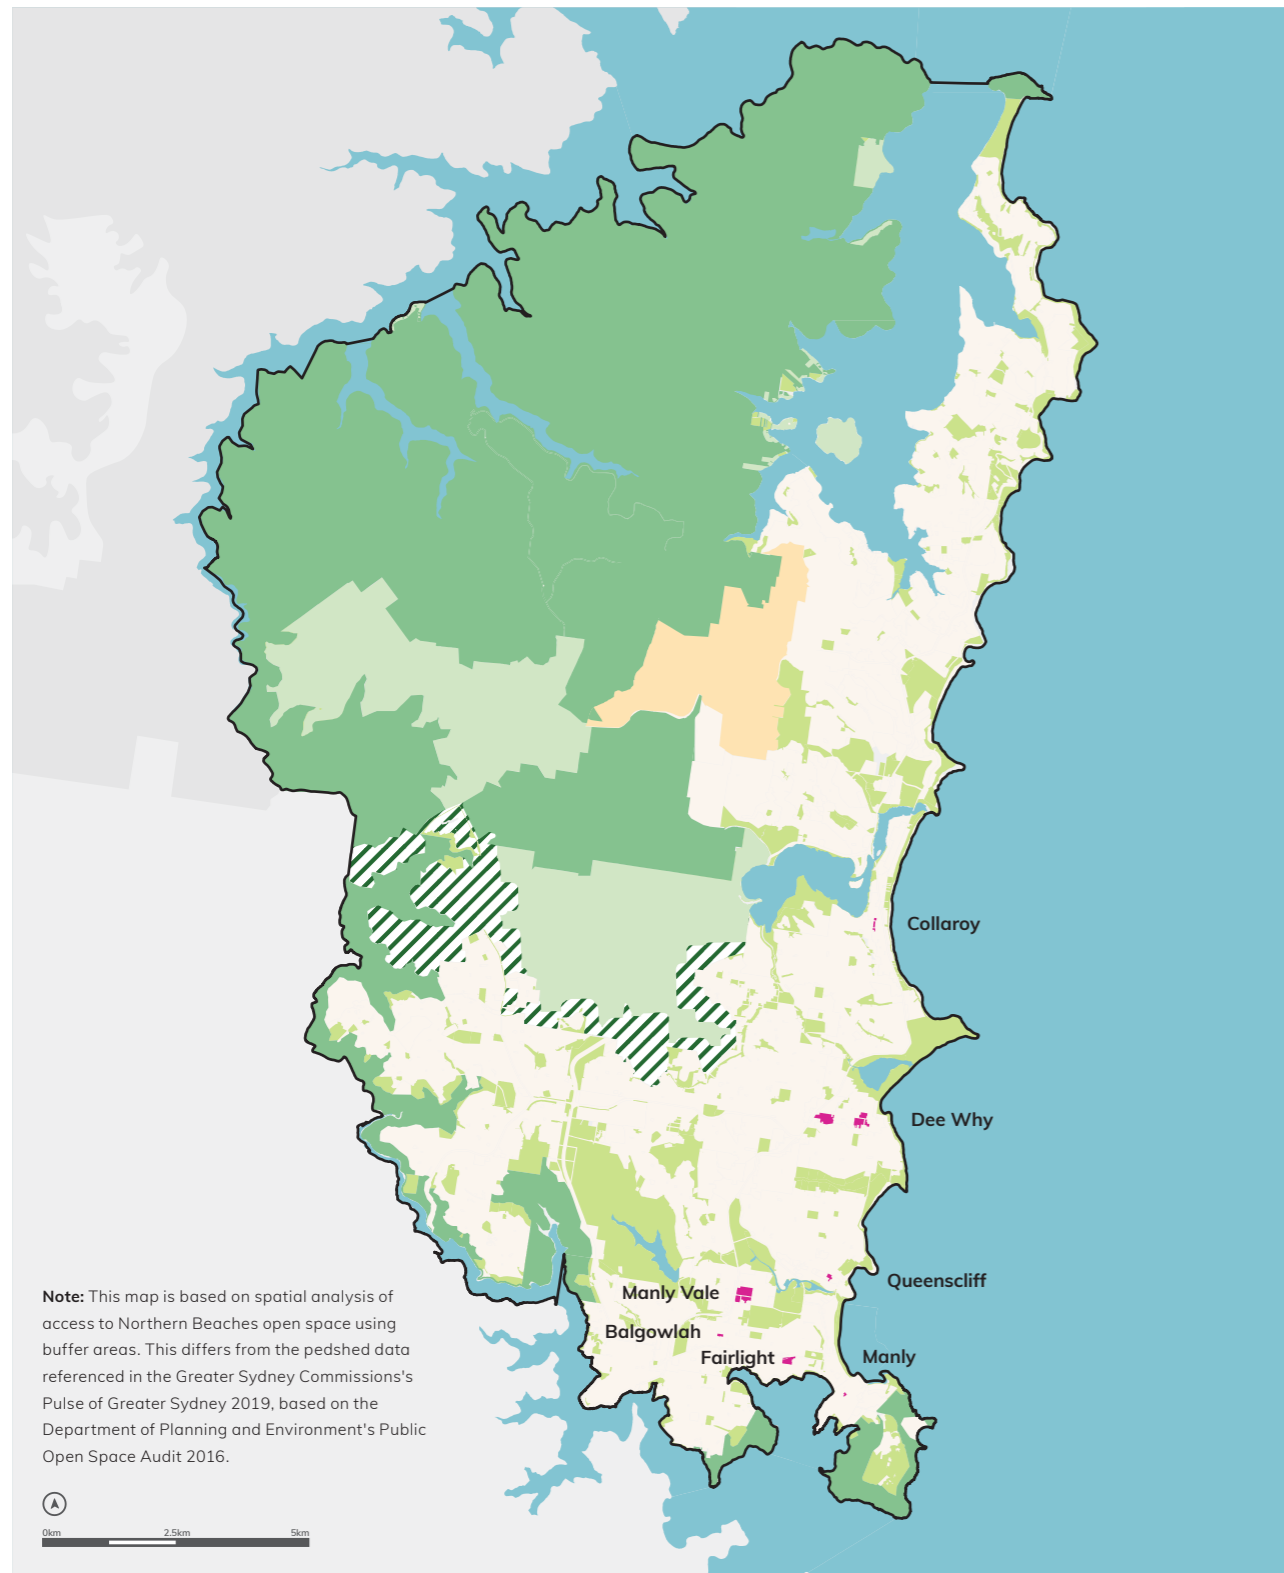 Collaroy
Dee Why
Queenscliff
Manly Vale
Balgowlah
Fairlight
Manly
Note: This map is based on spatial analysis of
access to Northern Beaches open space using
buffer areas. This differs from the pedshed data
referenced in the Greater Sydney Commissions's
Pulse of Greater Sydney 2019, based on the
Department of Planning and Environment's Public
Open Space Audit 2016.
0km 2.5km 5km